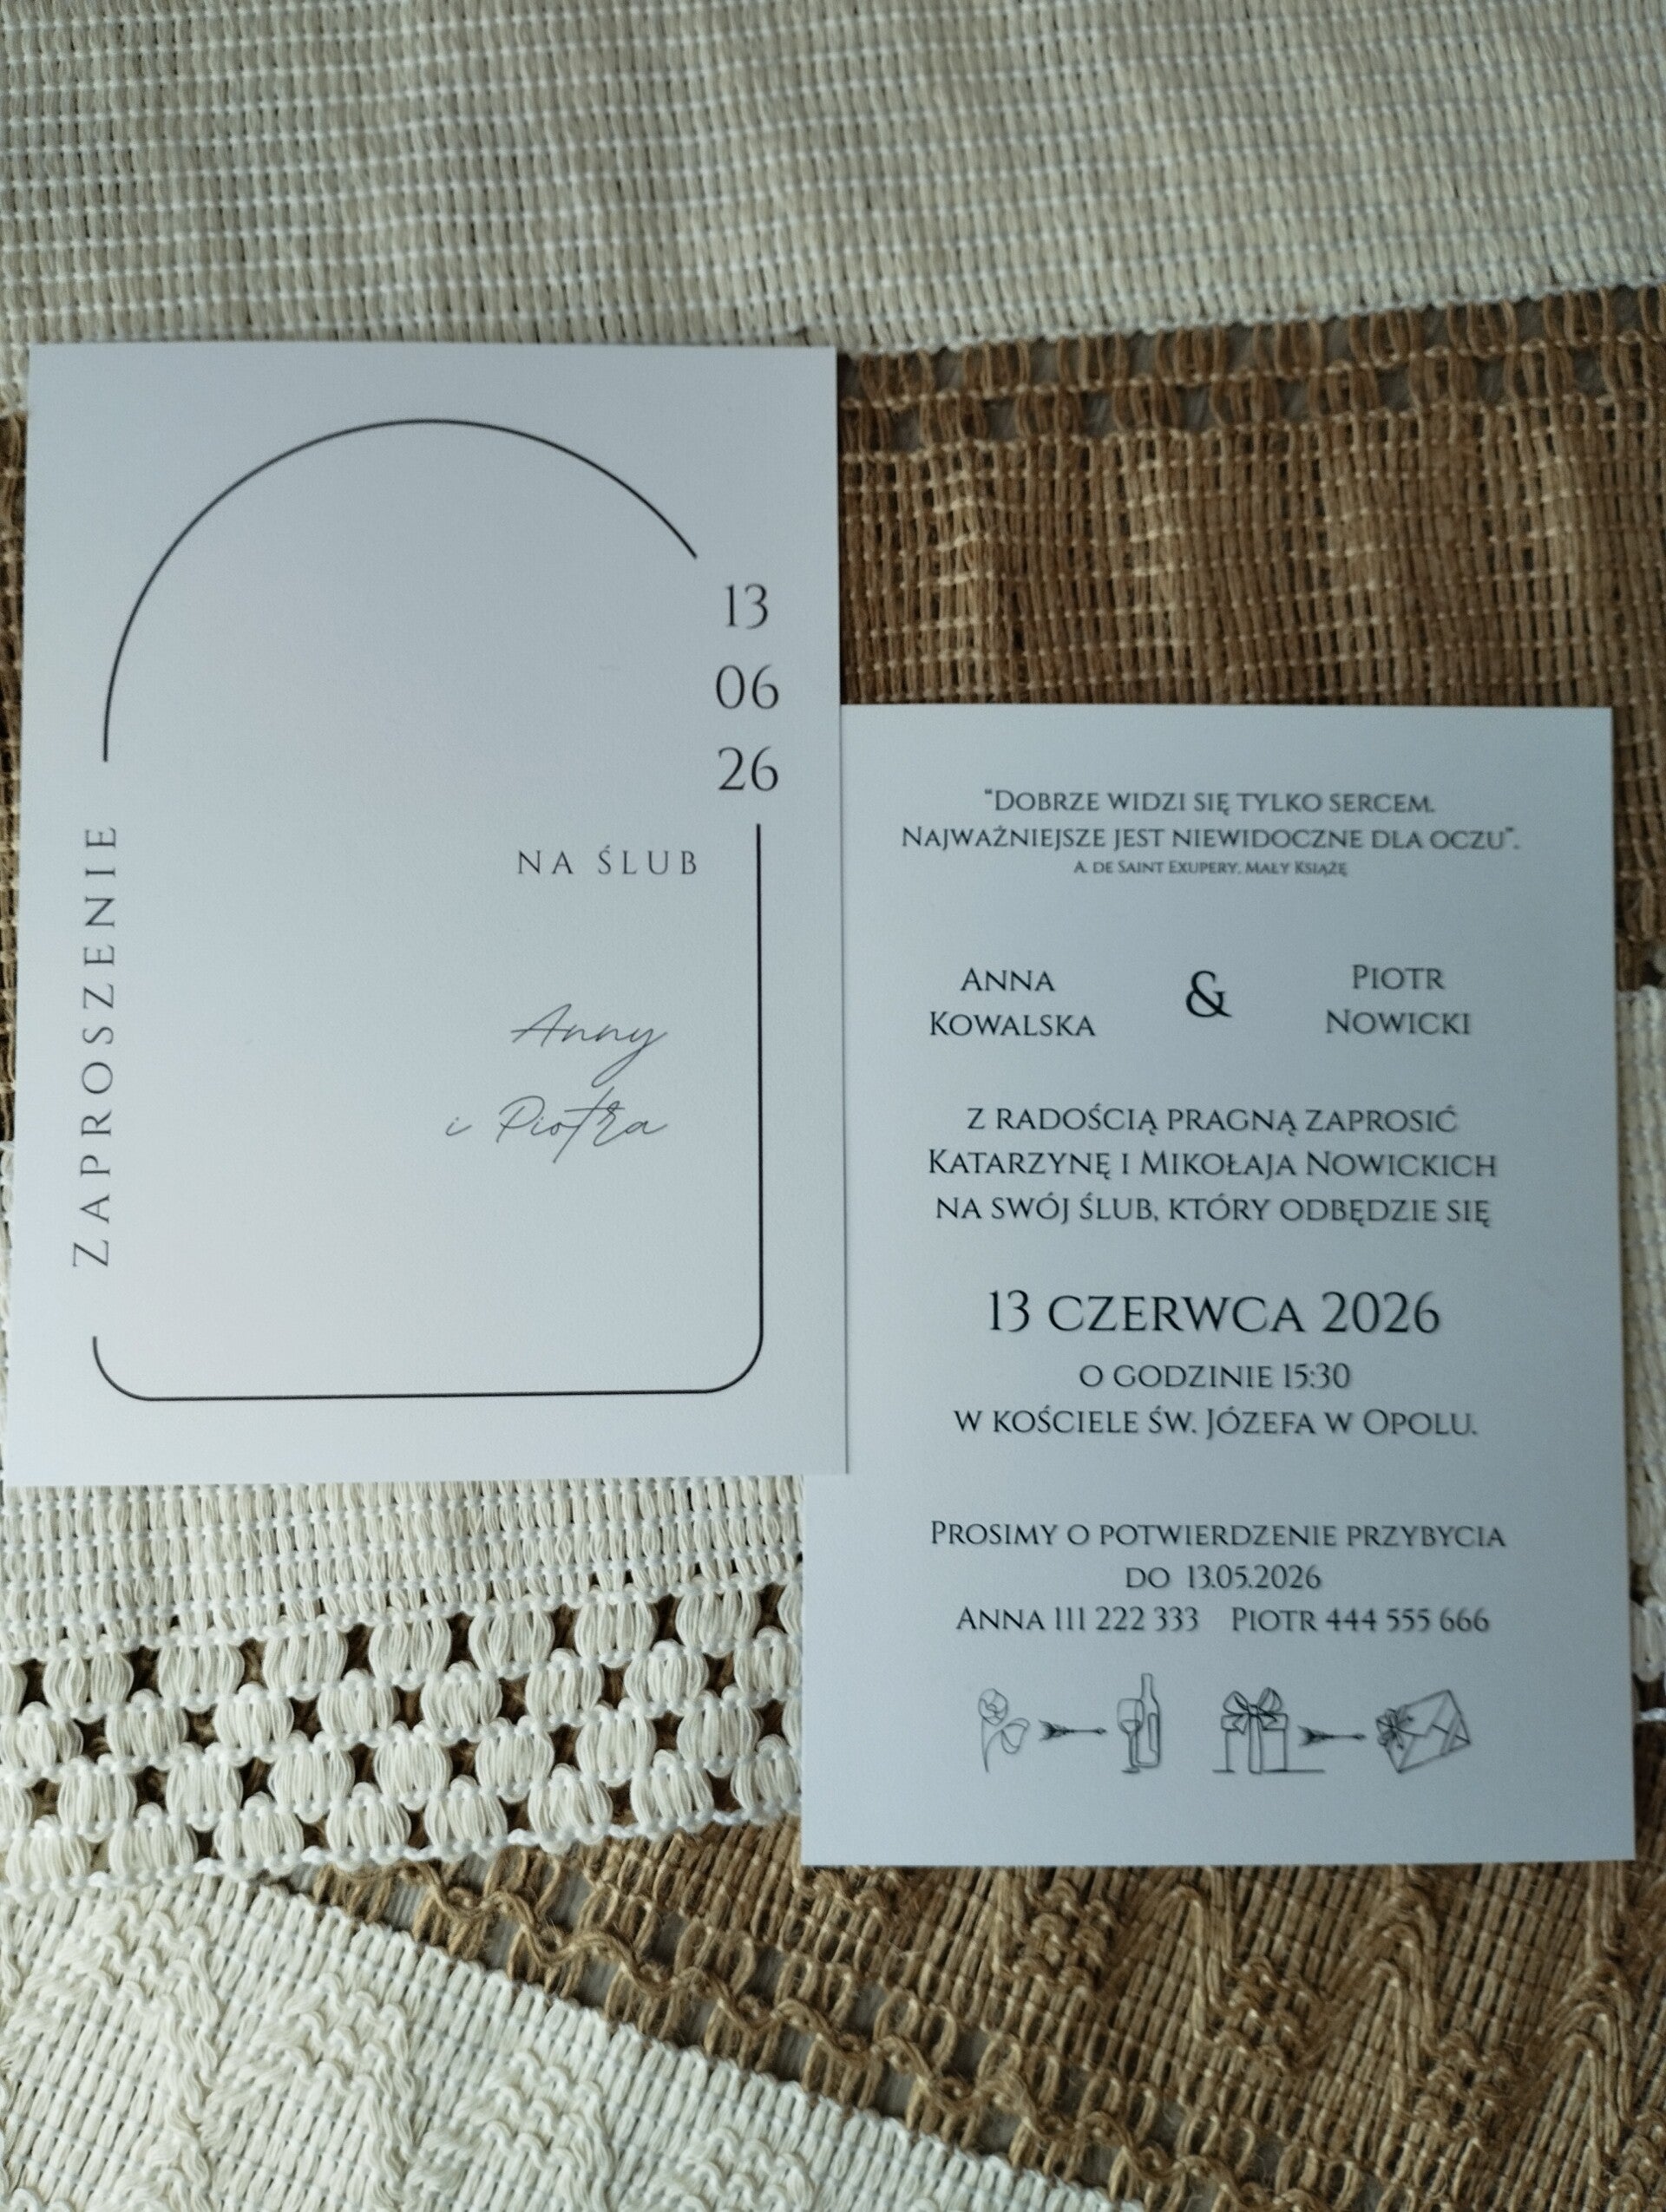 ZAPROSZENIE
13
06
26
NA ŚLUB
Anny
i Piotra
“DOBRZE WIDZI SIĘ TYLKO SERCEM.
NAJWAŻNIEJSZE JEST NIEWIDOCZNE DLA OCZU”.
A. DE SAINT EXUPERY, MAŁY KSIĄŻĘ
ANNA
KOWALSKA
&
PIOTR
NOWICKI
Z RADOŚCIĄ PRAGNĄ ZAPROSIĆ
KATARZYNĘ I MIKOŁAJA NOWICKICH
NA SWÓJ ŚLUB, KTÓRY ODBĘDZIE SIĘ
13 CZERWCA 2026
O GODZINIE 15:30
W KOŚCIELE ŚW. JÓZEFA W OPOLU.
PROSIMY O POTWIERDZENIE PRZYBYCIA
DO 13.05.2026
ANNA 111 222 333 PIOTR 444 555 666